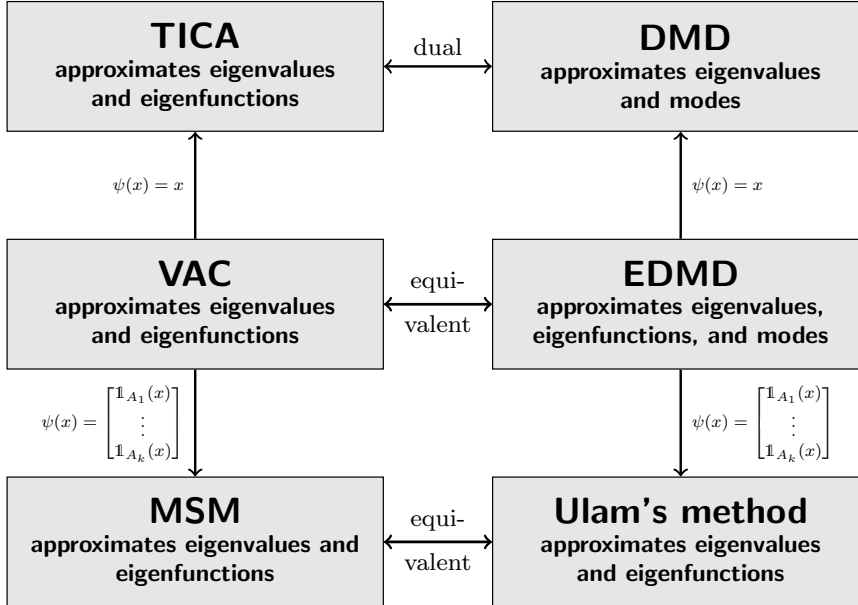 TICA
approximates eigenvalues
and eigenfunctions
dual
DMD
approximates eigenvalues
and modes
ψ(x) = x
ψ(x) = x
VAC
approximates eigenvalues
and eigenfunctions
equi-
valent
EDMD
approximates eigenvalues,
eigenfunctions, and modes
ψ(x) = [𝟙_{A_1}(x)
⋮
𝟙_{A_k}(x)]
ψ(x) = [𝟙_{A_1}(x)
⋮
𝟙_{A_k}(x)]
MSM
approximates eigenvalues and
eigenfunctions
equi-
valent
Ulam's method
approximates eigenvalues
and eigenfunctions